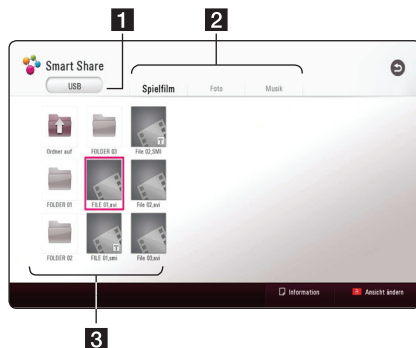 1
2
Smart Share
USB
Spielfilm Foto Musik
Ordner auf FOLDER 03 File 02,SMI
FOLDER 01 FILE 01,avi File 02,avi
FOLDER 02 FILE 01,smi File 03,avi
Information Ansicht ändern
3